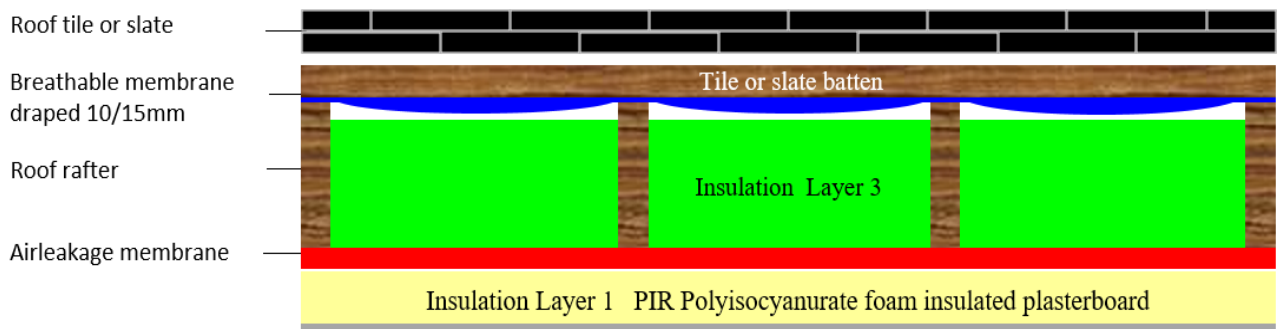 Roof tile or slate
Breathable membrane
draped 10/15mm
Tile or slate batten
Roof rafter
Insulation  Layer 3
Airleakage membrane
Insulation Layer 1   PIR Polyisocyanurate foam insulated plasterboard